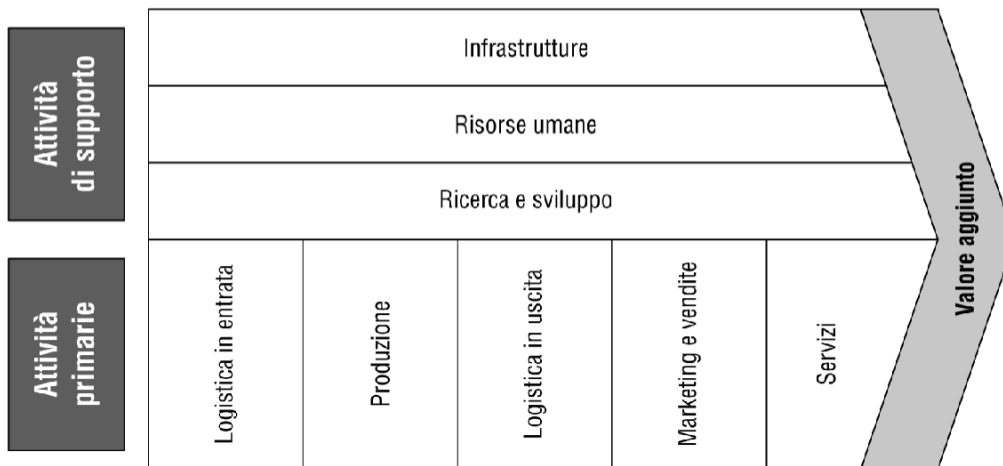 Attività
di supporto
Infrastrutture
Risorse umane
Ricerca e sviluppo
Attività
primarie
Logistica in entrata
Produzione
Logistica in uscita
Marketing e vendite
Servizi
Valore aggiunto